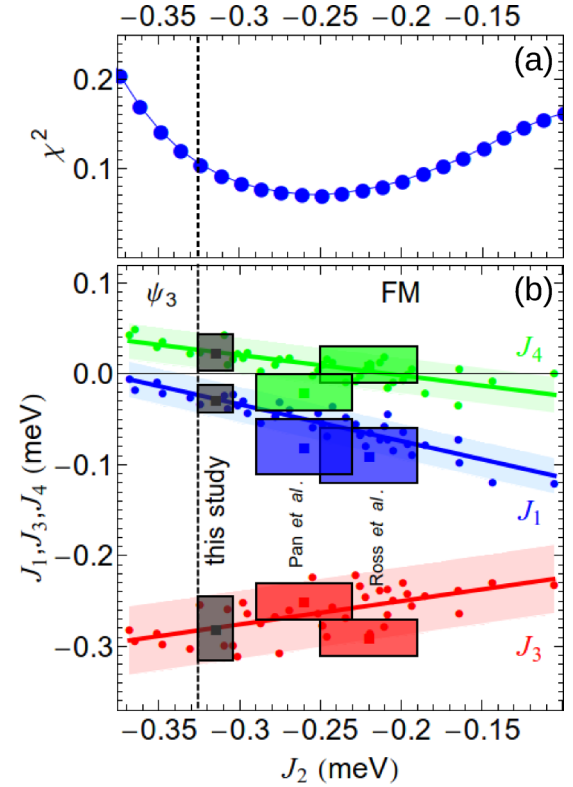 −0.35 −0.3 −0.25 −0.2 −0.15
(a)
0.2
0.1
χ²
(b)
ψ₃ FM
0.1
0.0
−0.1
−0.2
−0.3
J₁,J₃,J₄ (meV)
J₄
J₁
J₃
this study
Pan et al.
Ross et al.
−0.35 −0.3 −0.25 −0.2 −0.15
J₂ (meV)